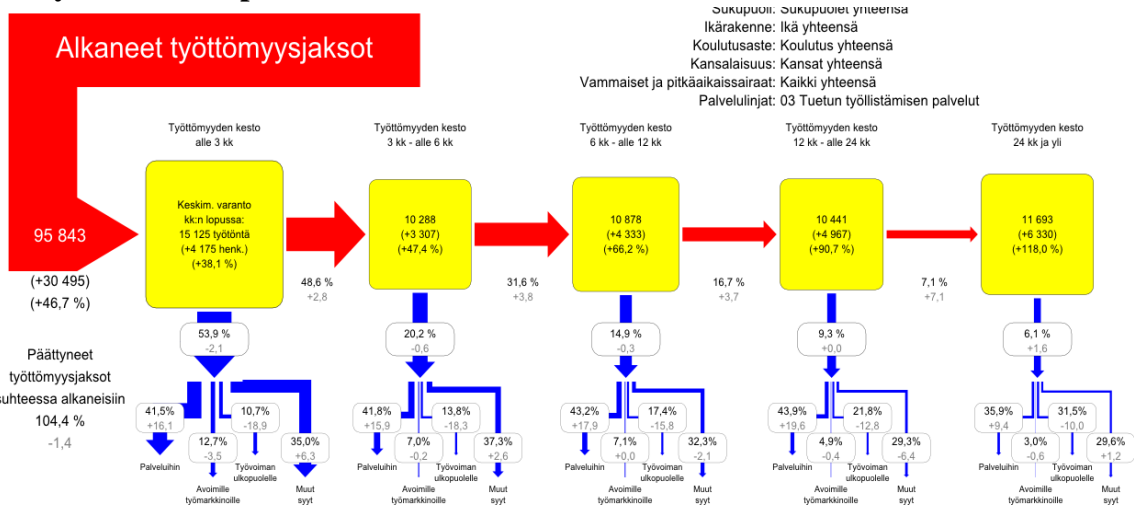 Sukupuoli: Sukupuolet yhteensä
Ikärakenne: Ikä yhteensä
Koulutusaste: Koulutus yhteensä
Kansalaisuus: Kansat yhteensä
Vammaiset ja pitkäaikaissairaat: Kaikki yhteensä
Palvelulinjat: 03 Tuetun työllistämisen palvelut
Alkaneet työttömyysjaksot
95 843
(+30 495)
(+46,7 %)
Päättyneet
työttömyysjaksot
suhteessa alkaneisiin
104,4 %
-1,4
Työttömyyden kesto
alle 3 kk
Keskim. varanto
kk:n lopussa:
15 125 työtöntä
(+4 175 henk.)
(+38,1 %)
48,6 %
+2,8
53,9 %
-2,1
41,5%
+16,1
Palveluihin
12,7%
-3,5
Avoimille
työmarkkinoille
10,7%
-18,9
Työvoiman
ulkopuolelle
35,0%
+6,3
Muut
syyt
Työttömyyden kesto
3 kk - alle 6 kk
10 288
(+3 307)
(+47,4 %)
31,6 %
+3,8
20,2 %
-0,6
41,8%
+15,9
Palveluihin
7,0%
-0,2
Avoimille
työmarkkinoille
13,8%
-18,3
Työvoiman
ulkopuolelle
37,3%
+2,6
Muut
syyt
Työttömyyden kesto
6 kk - alle 12 kk
10 878
(+4 333)
(+66,2 %)
16,7 %
+3,7
14,9 %
-0,3
43,2%
+17,9
Palveluihin
7,1%
+0,0
Avoimille
työmarkkinoille
17,4%
-15,8
Työvoiman
ulkopuolelle
32,3%
-2,1
Muut
syyt
Työttömyyden kesto
12 kk - alle 24 kk
10 441
(+4 967)
(+90,7 %)
7,1 %
+7,1
9,3 %
+0,0
43,9%
+19,6
Palveluihin
4,9%
-0,4
Avoimille
työmarkkinoille
21,8%
-12,8
Työvoiman
ulkopuolelle
29,3%
-6,4
Muut
syyt
Työttömyyden kesto
24 kk ja yli
11 693
(+6 330)
(+118,0 %)
6,1 %
+1,6
35,9%
+9,4
Palveluihin
3,0%
-0,6
Avoimille
työmarkkinoille
31,5%
-10,0
Työvoiman
ulkopuolelle
29,6%
+1,2
Muut
syyt